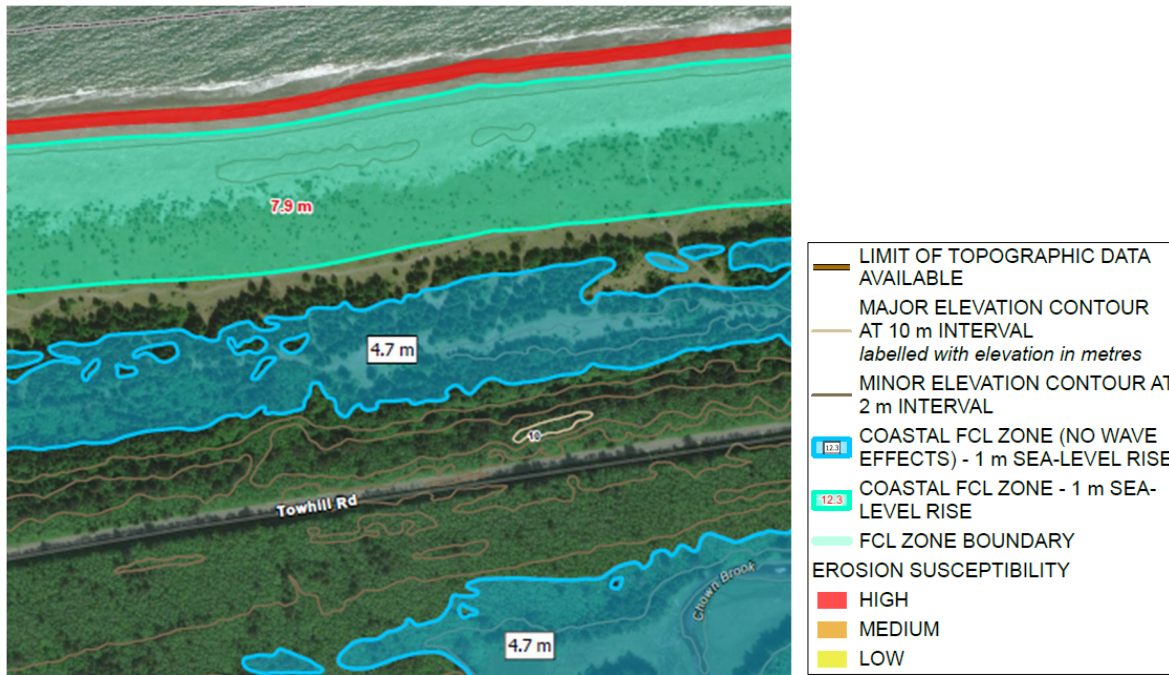 7.9 m
4.7 m
10
Towhill Rd
Chown Brook
4.7 m
LIMIT OF TOPOGRAPHIC DATA
AVAILABLE
MAJOR ELEVATION CONTOUR
AT 10 m INTERVAL
labelled with elevation in metres
MINOR ELEVATION CONTOUR AT
2 m INTERVAL
12.3
COASTAL FCL ZONE (NO WAVE
EFFECTS) - 1 m SEA-LEVEL RISE
12.3
COASTAL FCL ZONE - 1 m SEA-
LEVEL RISE
FCL ZONE BOUNDARY
EROSION SUSCEPTIBILITY
HIGH
MEDIUM
LOW